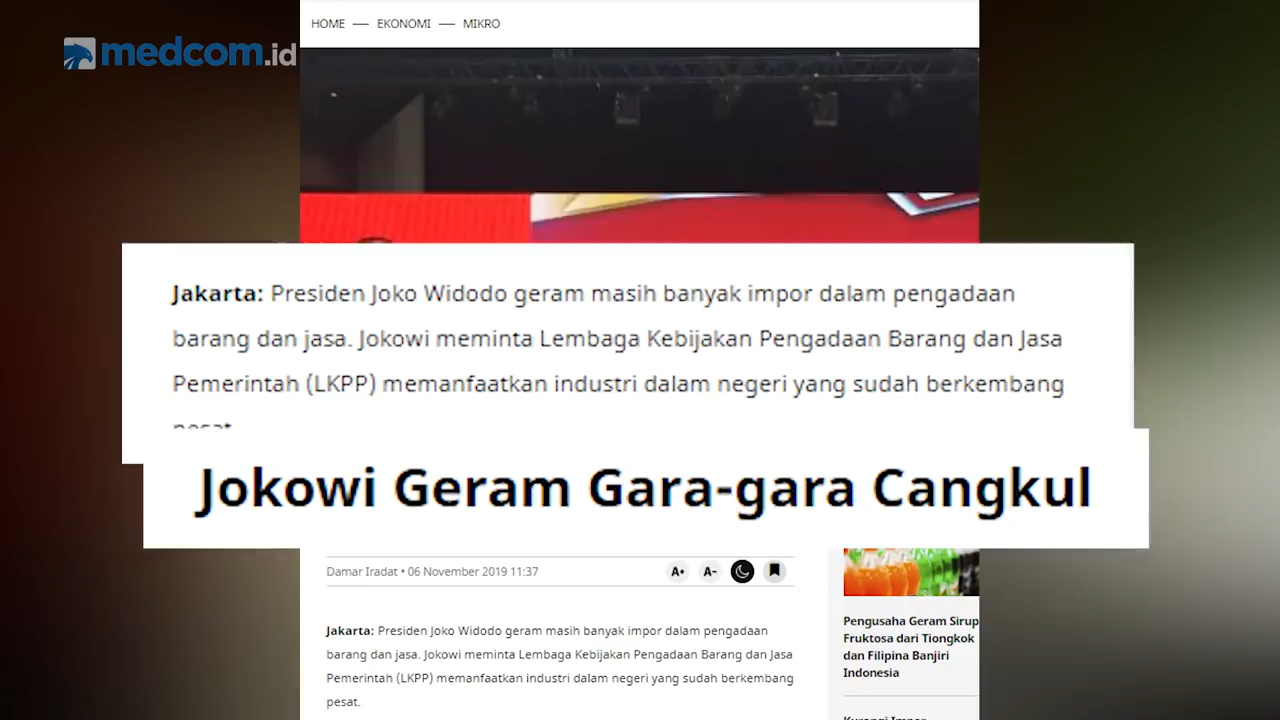 HOME — EKONOMI — MIKRO
medcom.id
Jakarta: Presiden Joko Widodo geram masih banyak impor dalam pengadaan
barang dan jasa. Jokowi meminta Lembaga Kebijakan Pengadaan Barang dan Jasa
Pemerintah (LKPP) memanfaatkan industri dalam negeri yang sudah berkembang
pesat.
Jokowi Geram Gara-gara Cangkul
Damar Iradat • 06 November 2019 11:37
A+ A-
Jakarta: Presiden Joko Widodo geram masih banyak impor dalam pengadaan
barang dan jasa. Jokowi meminta Lembaga Kebijakan Pengadaan Barang dan Jasa
Pemerintah (LKPP) memanfaatkan industri dalam negeri yang sudah berkembang
pesat.
Pengusaha Geram Sirup
Fruktosa dari Tiongkok
dan Filipina Banjiri
Indonesia
Kurangi Impor